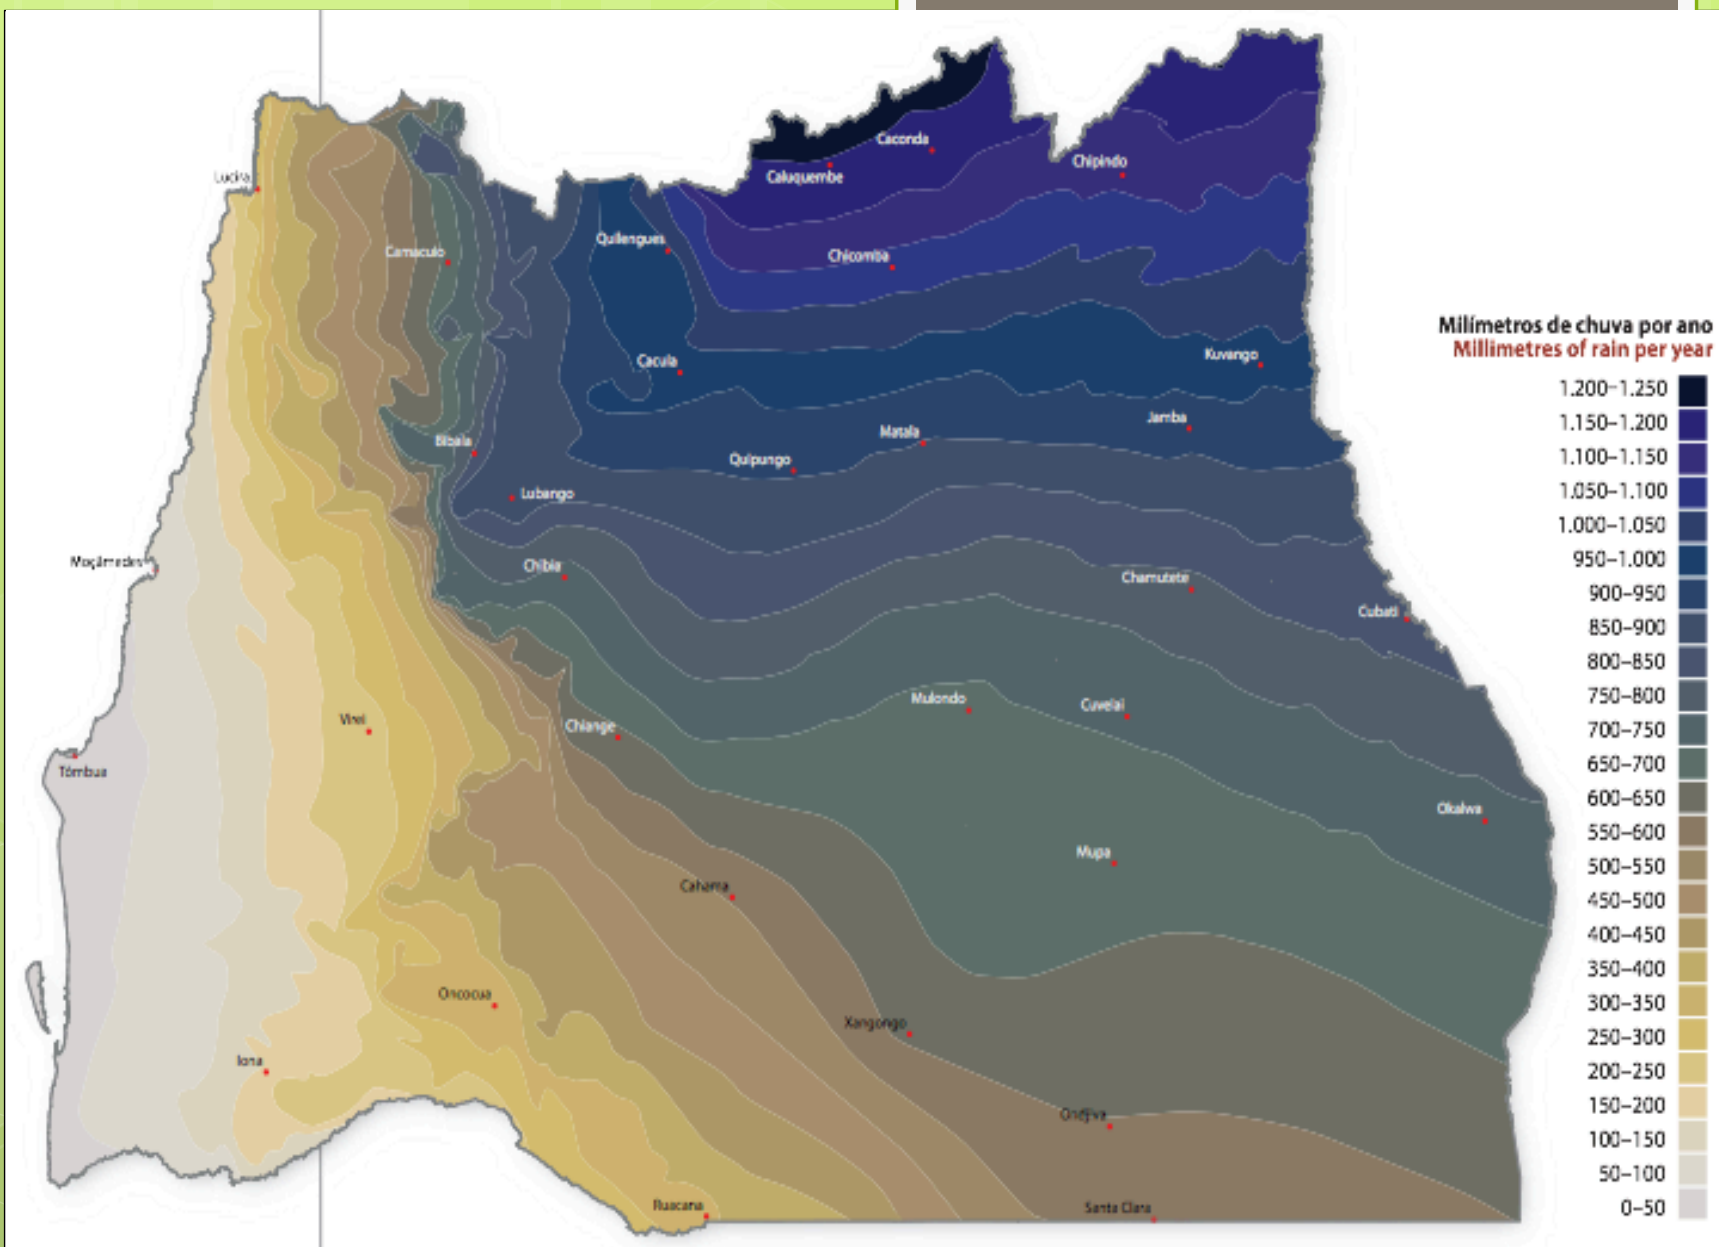 Caconda
Caluquembe
Chipindo
Lucira
Camaculo
Quilengues
Chicomba
Cacula
Kuvango
Jamba
Matala
Bibala
Quipungo
Lubango
Moçâmedes
Chibia
Chamutete
Cubati
Virei
Chiange
Mulondo
Cuvelai
Tômbua
Okalwa
Mupa
Cahama
Oncocua
Xangongo
Iona
Ondjiva
Ruacana
Santa Clara
Milímetros de chuva por ano
Millimetres of rain per year
1.200–1.250
1.150–1.200
1.100–1.150
1.050–1.100
1.000–1.050
950–1.000
900–950
850–900
800–850
750–800
700–750
650–700
600–650
550–600
500–550
450–500
400–450
350–400
300–350
250–300
200–250
150–200
100–150
50–100
0–50